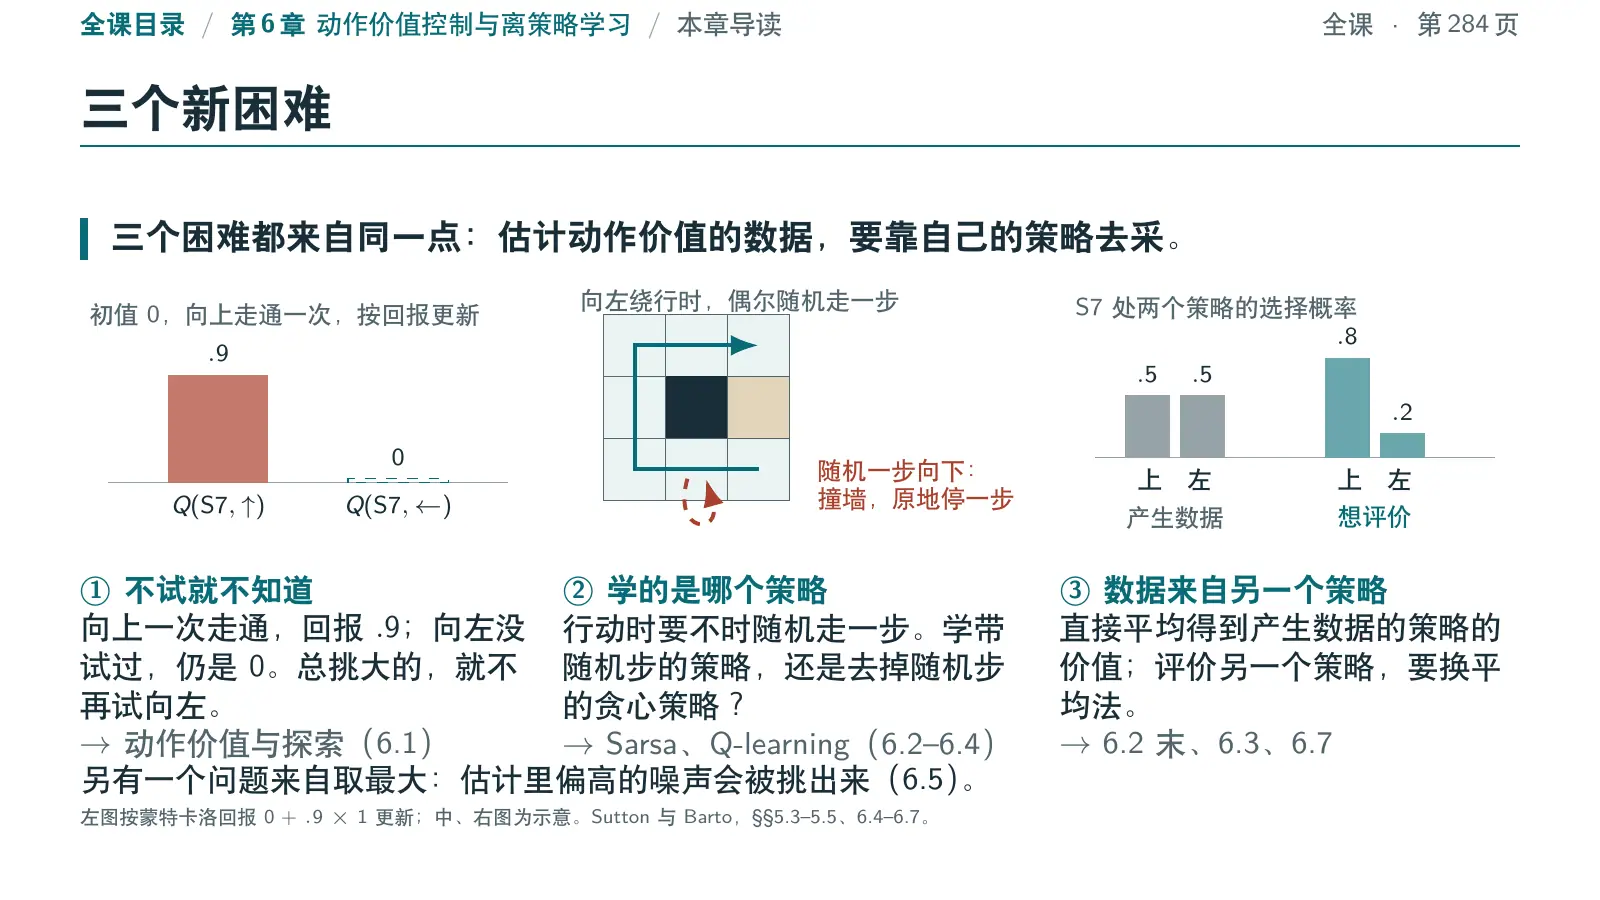 全课目录 / 第 6 章 动作价值控制与离策略学习 / 本章导读
全课 · 第 284 页
三个新困难
三个困难都来自同一点：估计动作价值的数据，要靠自己的策略去采。
初值 0，向上走通一次，按回报更新
.9
0
Q(S7, ↑)
Q(S7, ←)
向左绕行时，偶尔随机走一步
随机一步向下：
撞墙，原地停一步
S7 处两个策略的选择概率
.5 .5
.8
.2
上 左
上 左
产生数据
想评价
① 不试就不知道
向上一次走通，回报 .9；向左没
试过，仍是 0。总挑大的，就不
再试向左。
→ 动作价值与探索（6.1）
② 学的是哪个策略
行动时要不时随机走一步。学带
随机步的策略，还是去掉随机步
的贪心策略？
→ Sarsa、Q-learning（6.2–6.4）
③ 数据来自另一个策略
直接平均得到产生数据的策略的
价值；评价另一个策略，要换平
均法。
→ 6.2 末、6.3、6.7
另有一个问题来自取最大：估计里偏高的噪声会被挑出来（6.5）。
左图按蒙特卡洛回报 0 + .9 × 1 更新；中、右图为示意。Sutton 与 Barto，§§5.3–5.5、6.4–6.7。